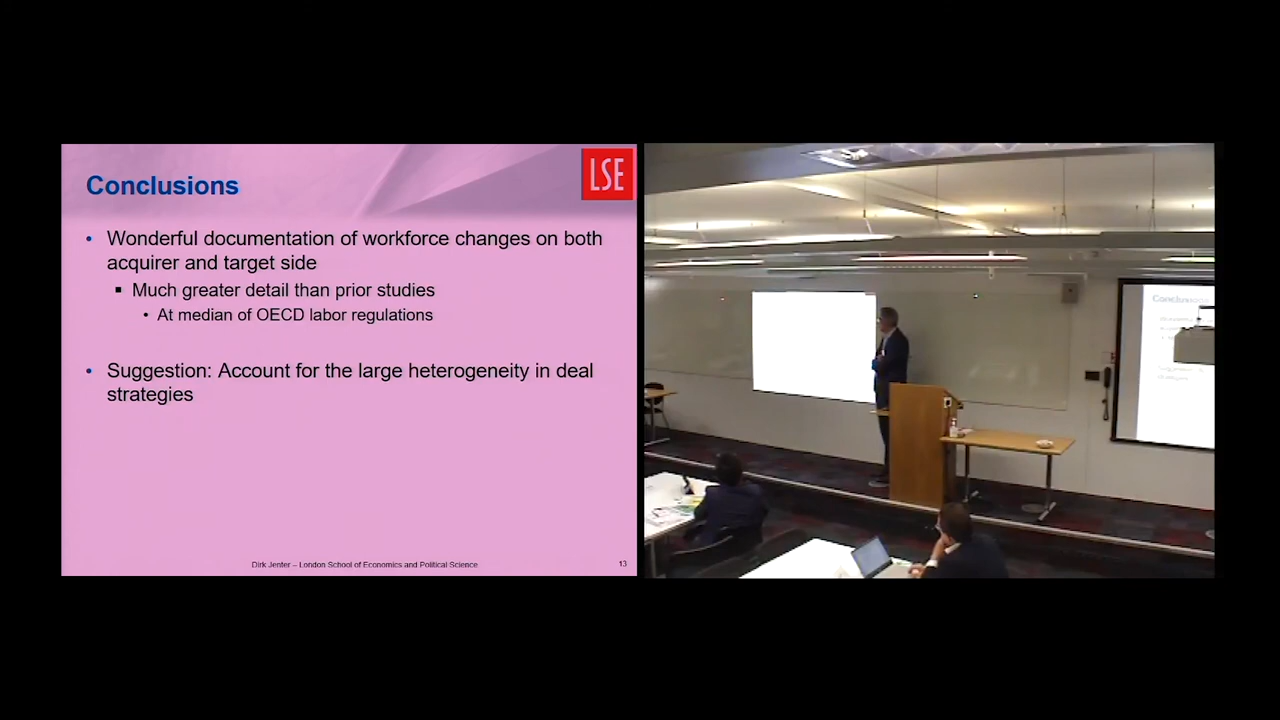 Conclusions
LSE
• Wonderful documentation of workforce changes on both
acquirer and target side
▪ Much greater detail than prior studies
• At median of OECD labor regulations
• Suggestion: Account for the large heterogeneity in deal
strategies
Dirk Jenter – London School of Economics and Political Science
13
Conclusions